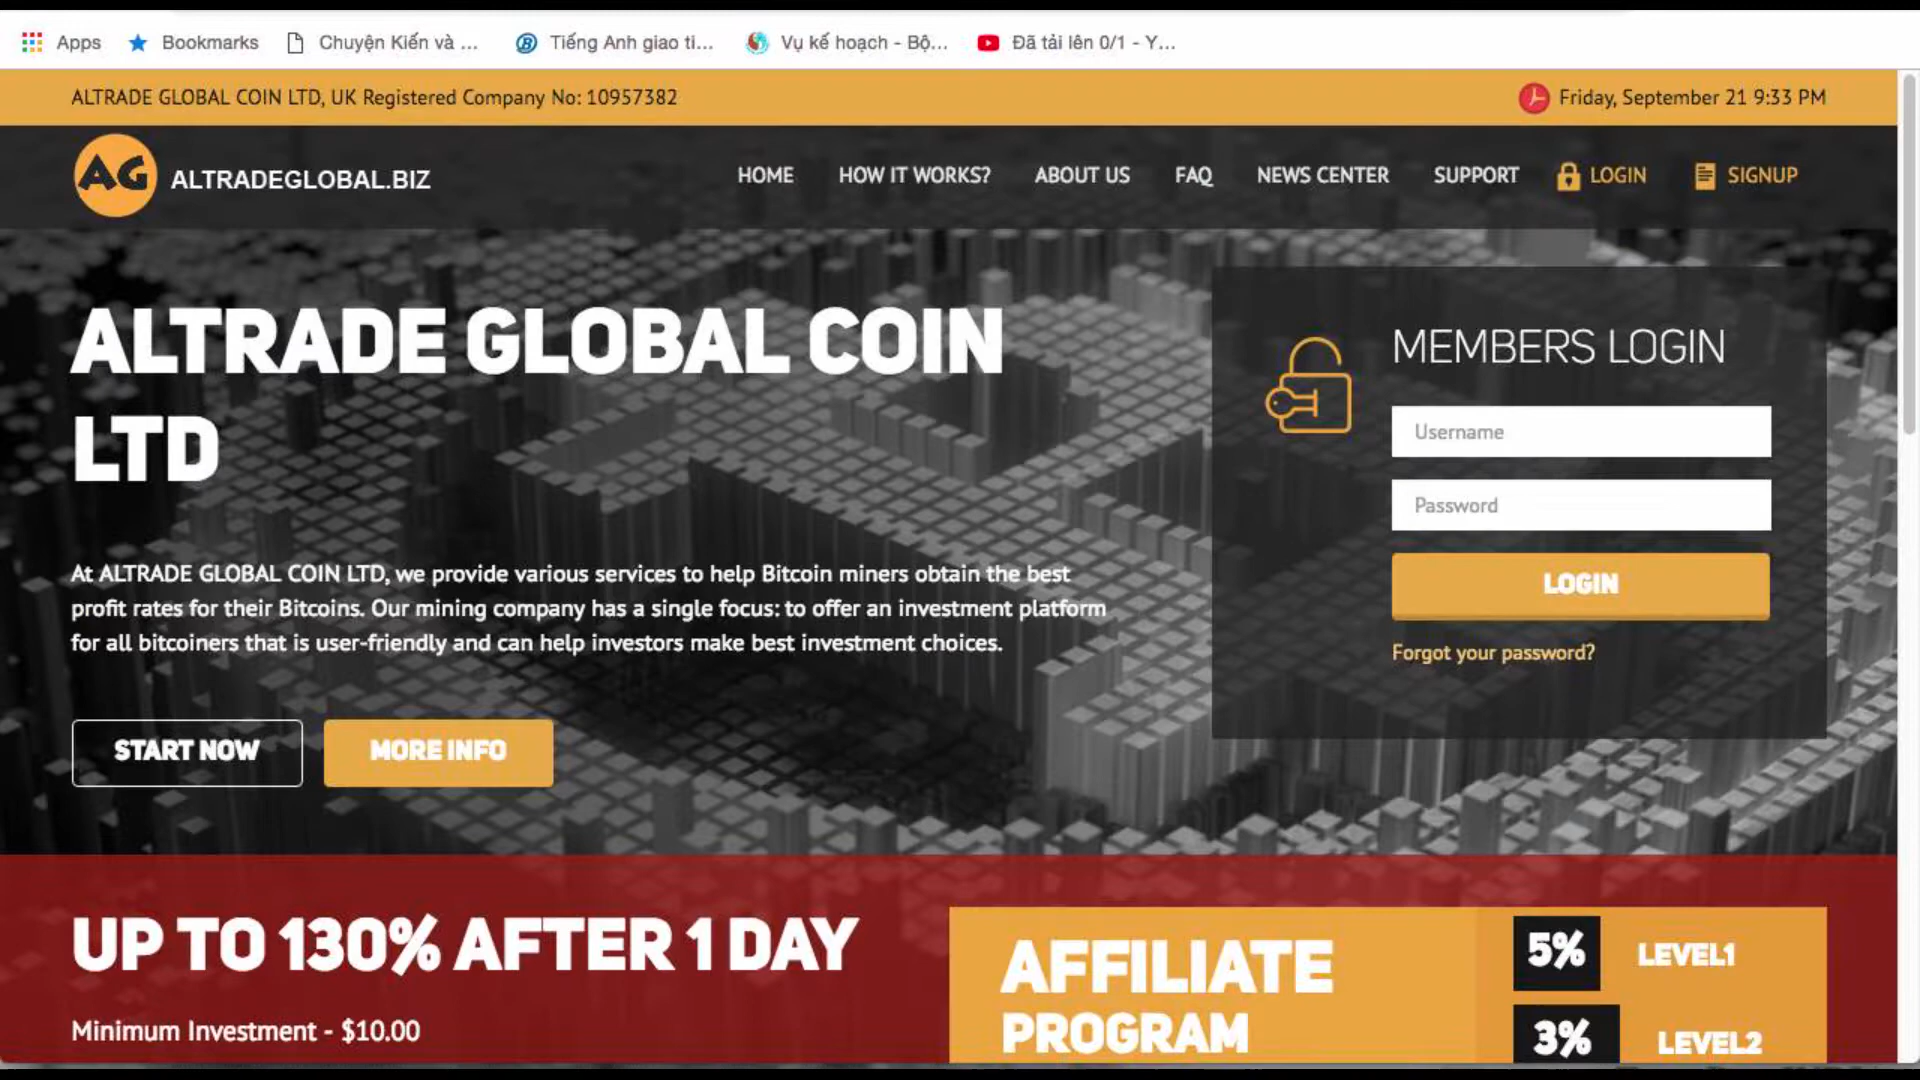 Apps
Bookmarks
Chuyện Kiến và ...
Tiếng Anh giao ti...
Vụ kế hoạch - Bộ...
Đã tải lên 0/1 - Y...
ALTRADE GLOBAL COIN LTD, UK Registered Company No: 10957382
Friday, September 21 9:33 PM
AG
ALTRADEGLOBAL.BIZ
HOME
HOW IT WORKS?
ABOUT US
FAQ
NEWS CENTER
SUPPORT
LOGIN
SIGNUP
ALTRADE GLOBAL COIN
LTD
At ALTRADE GLOBAL COIN LTD, we provide various services to help Bitcoin miners obtain the best
profit rates for their Bitcoins. Our mining company has a single focus: to offer an investment platform
for all bitcoiners that is user-friendly and can help investors make best investment choices.
START NOW
MORE INFO
MEMBERS LOGIN
Username
Password
LOGIN
Forgot your password?
UP TO 130% AFTER 1 DAY
Minimum Investment - $10.00
AFFILIATE
PROGRAM
5% LEVEL1
3% LEVEL2